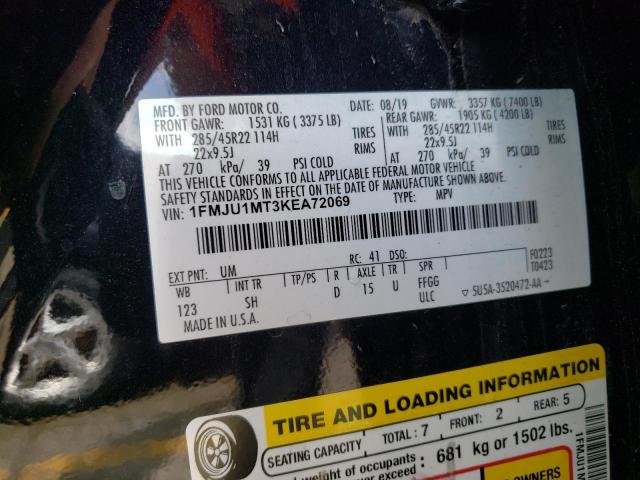 MFD. BY FORD MOTOR CO.
DATE: 08/19 GVWR: 3357 KG (7400 LB)
FRONT GAWR: 1531 KG (3375 LB) REAR GAWR: 1905 KG (4200 LB)
WITH 285/45R22 114H TIRES WITH 285/45R22 114H TIRES
22x9.5J RIMS 22x9.5J RIMS
AT 270 kPa/ 39 PSI COLD AT 270 kPa/ 39 PSI COLD
THIS VEHICLE CONFORMS TO ALL APPLICABLE FEDERAL MOTOR VEHICLE
SAFETY STANDARDS IN EFFECT ON THE DATE OF MANUFACTURE SHOWN ABOVE.
VIN: 1FMJU1MT3KEA72069 TYPE: MPV
F0223
T0423
EXT PNT: UM RC: 41 DSO:
WB INT TR TP/PS R AXLE TR SPR
123 SH D 15 U FFGG
ULC ▽ 5U5A-3520472-AA
MADE IN U.S.A.
TIRE AND LOADING INFORMATION
SEATING CAPACITY TOTAL: 7 FRONT: 2 REAR: 5
weight of occupants 681 kg or 1502 lbs.
OWNERS
1FMJU1M